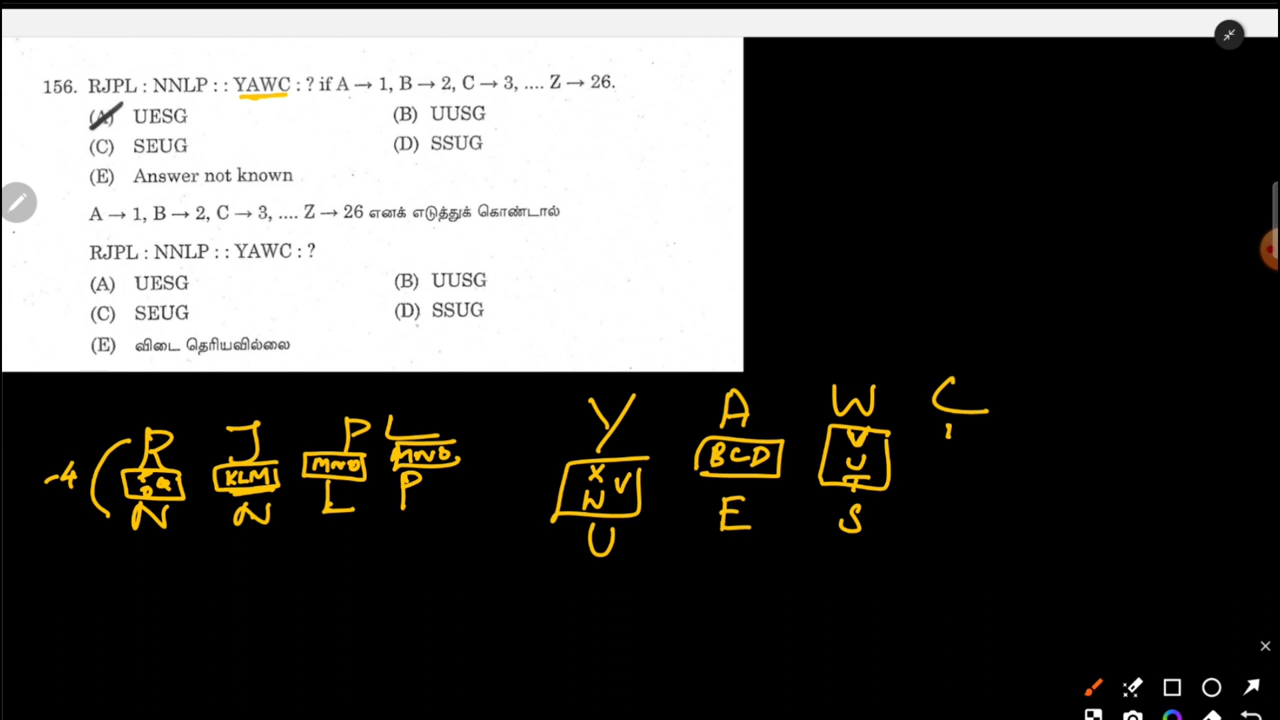 156. RJPL : NNLP : : YAWC : ? if A → 1, B → 2, C → 3, .... Z → 26.
(A) UESG (B) UUSG
(C) SEUG (D) SSUG
(E) Answer not known
A → 1, B → 2, C → 3, .... Z → 26 எனக் எடுத்துக் கொண்டால்
RJPL : NNLP : : YAWC : ?
(A) UESG (B) UUSG
(C) SEUG (D) SSUG
(E) விடை தெரியவில்லை
R J P L Y A W C
-4 KLM MNO MNO X W V BCD V U T
N N L P U E S